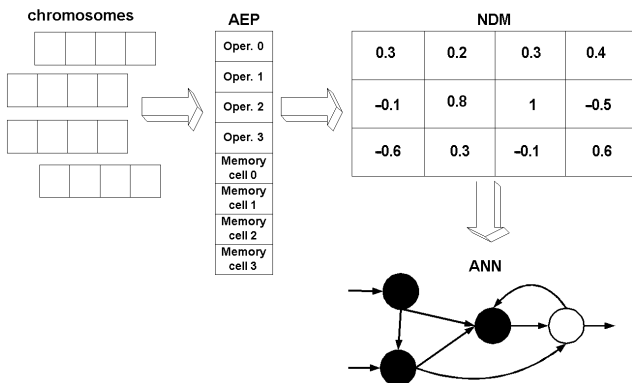 chromosomes
AEP
NDM
Oper. 0
Oper. 1
Oper. 2
Oper. 3
Memory
cell 0
Memory
cell 1
Memory
cell 2
Memory
cell 3
0.3 0.2 0.3 0.4
–0.1 0.8 1 –0.5
–0.6 0.3 –0.1 0.6
ANN